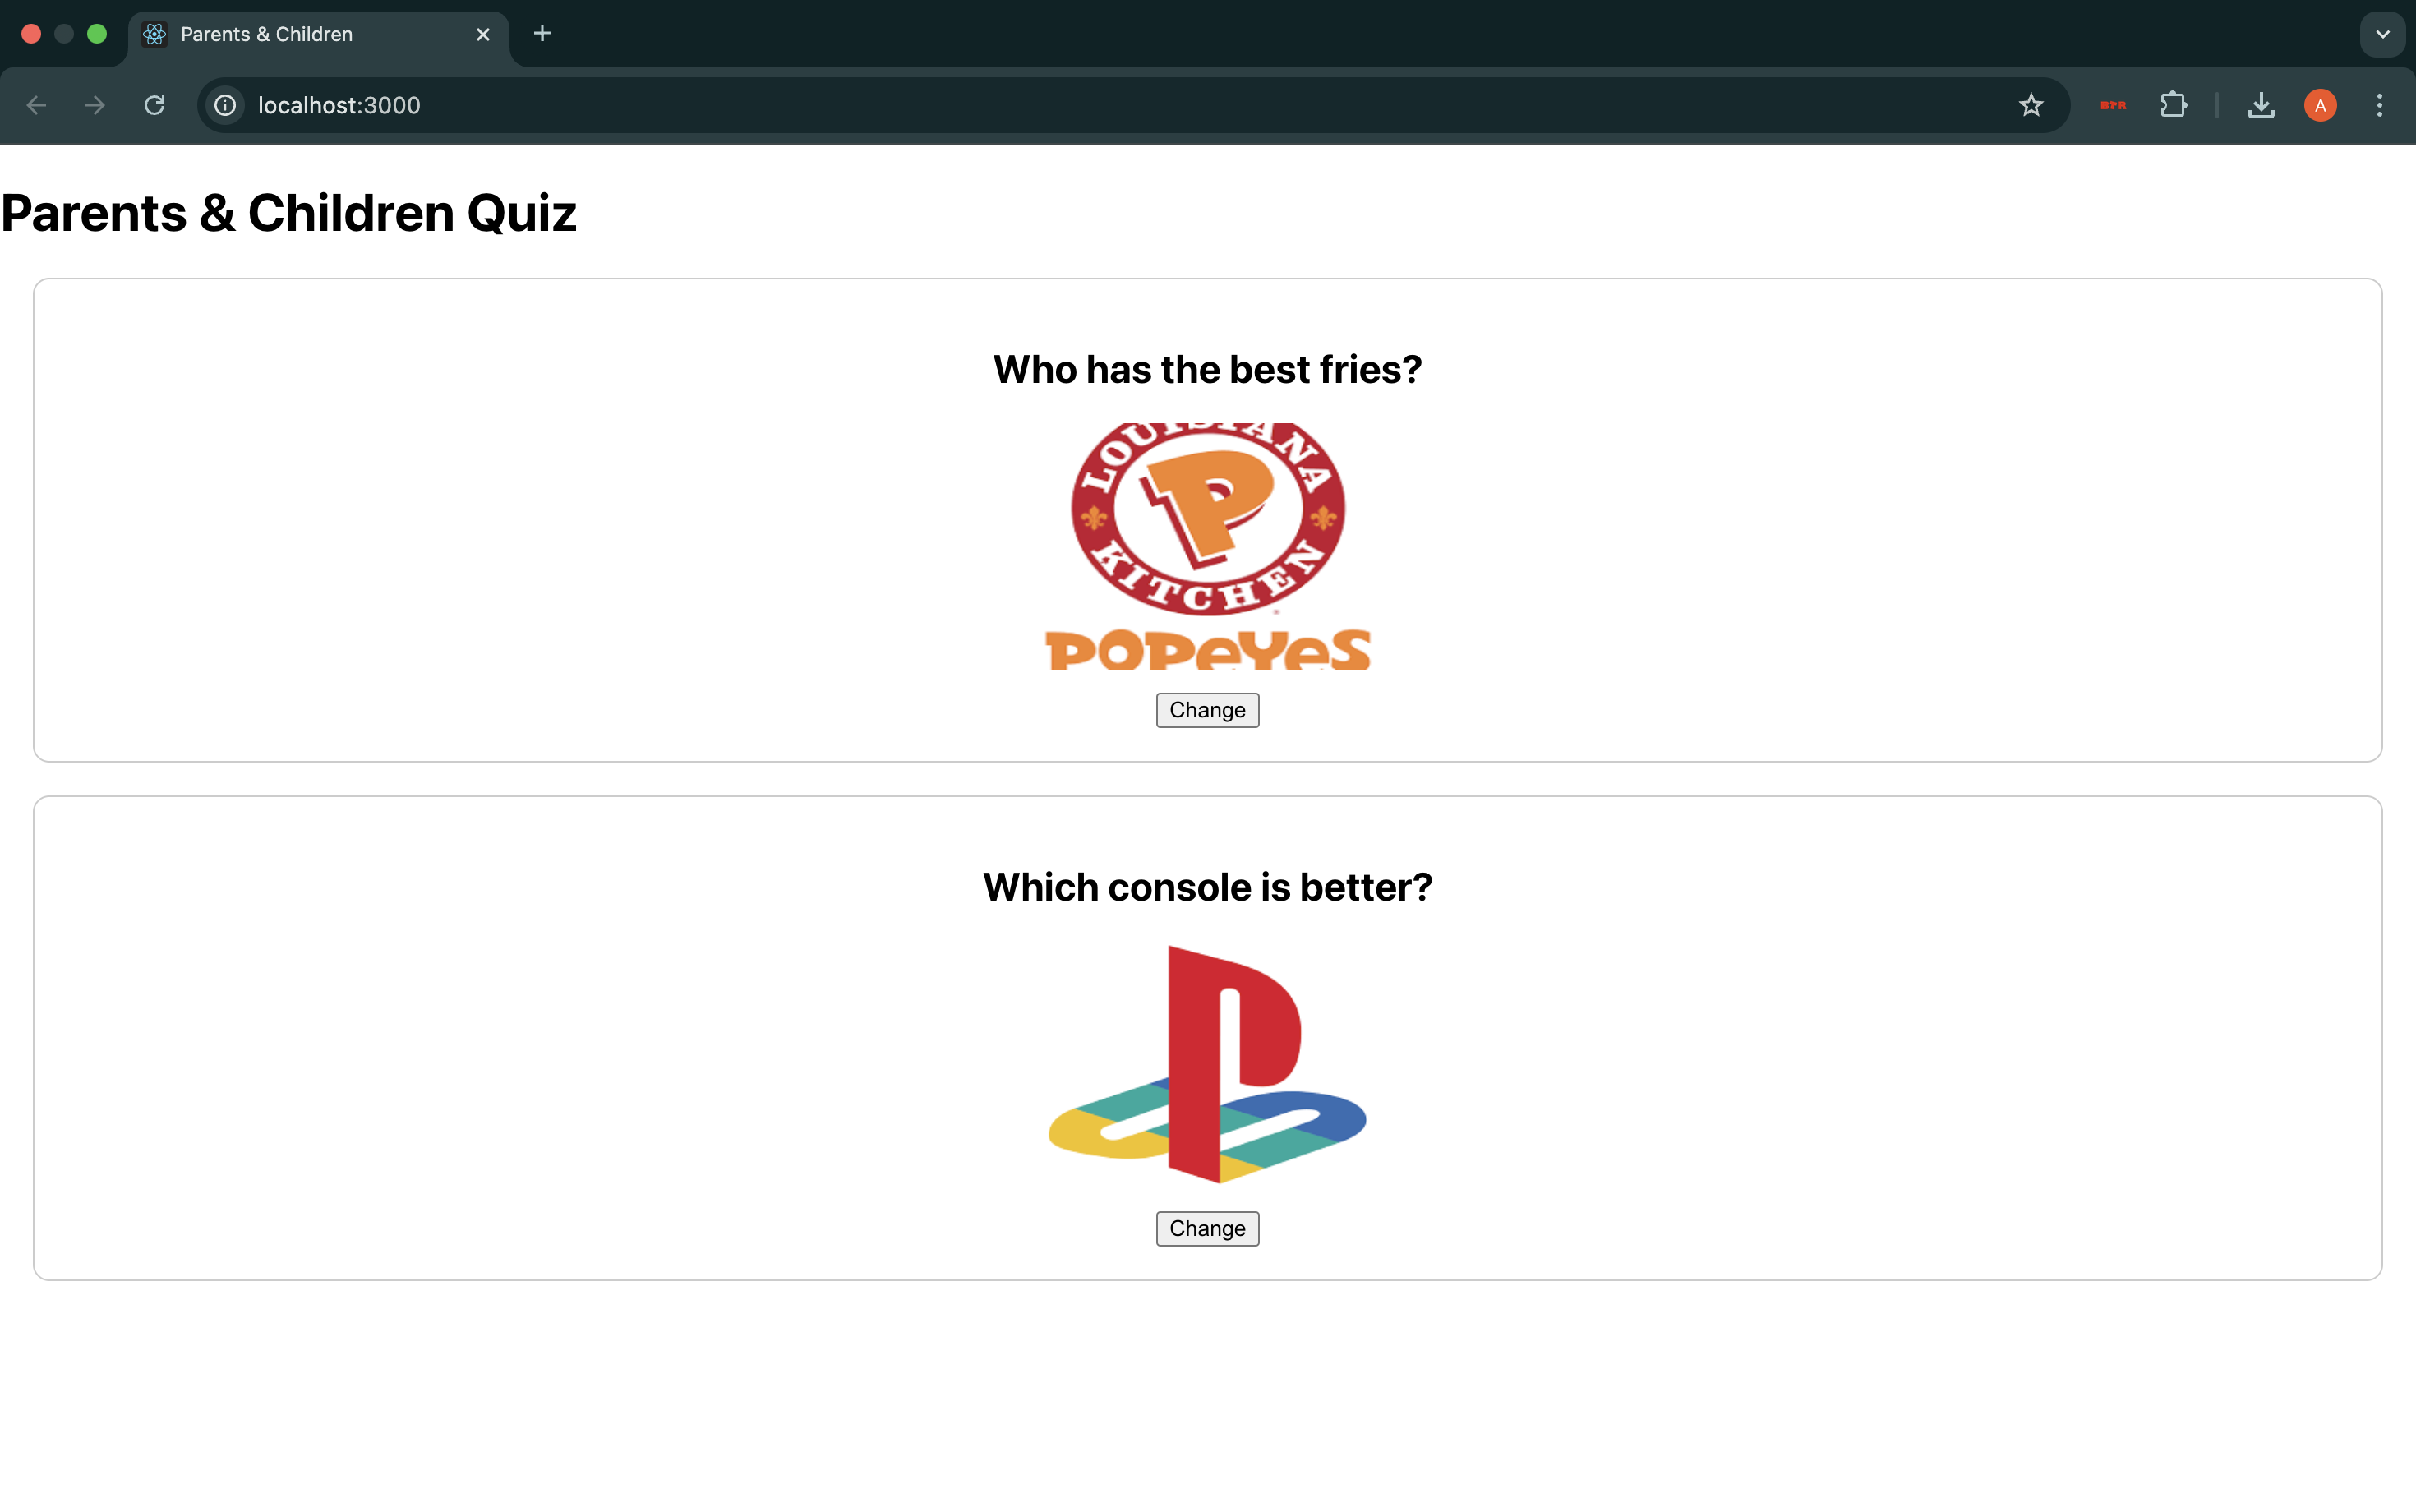 Parents & Children
localhost:3000
A
Parents & Children Quiz
Who has the best fries?
LOUISIANA
P
KITCHEN
POPEYES
Change
Which console is better?
Change